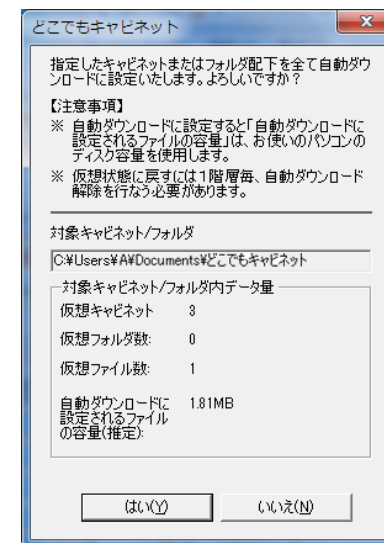 どこでもキャビネット
指定したキャビネットまたはフォルダ配下を全て自動ダウ
ンロードに設定いたします。よろしいですか？
【注意事項】
※ 自動ダウンロードに設定すると「自動ダウンロードに
設定されるファイルの容量」は、お使いのパソコンの
ディスク容量を使用します。
※ 仮想状態に戻すには1階層毎、自動ダウンロード
解除を行なう必要があります。
対象キャビネット/フォルダ
C:¥Users¥A¥Documents¥どこでもキャビネット
対象キャビネット/フォルダ内データ量
仮想キャビネット 3
仮想フォルダ数: 0
仮想ファイル数: 1
自動ダウンロードに 1.81MB
設定されるファイル
の容量(推定):
はい(Y) いいえ(N)